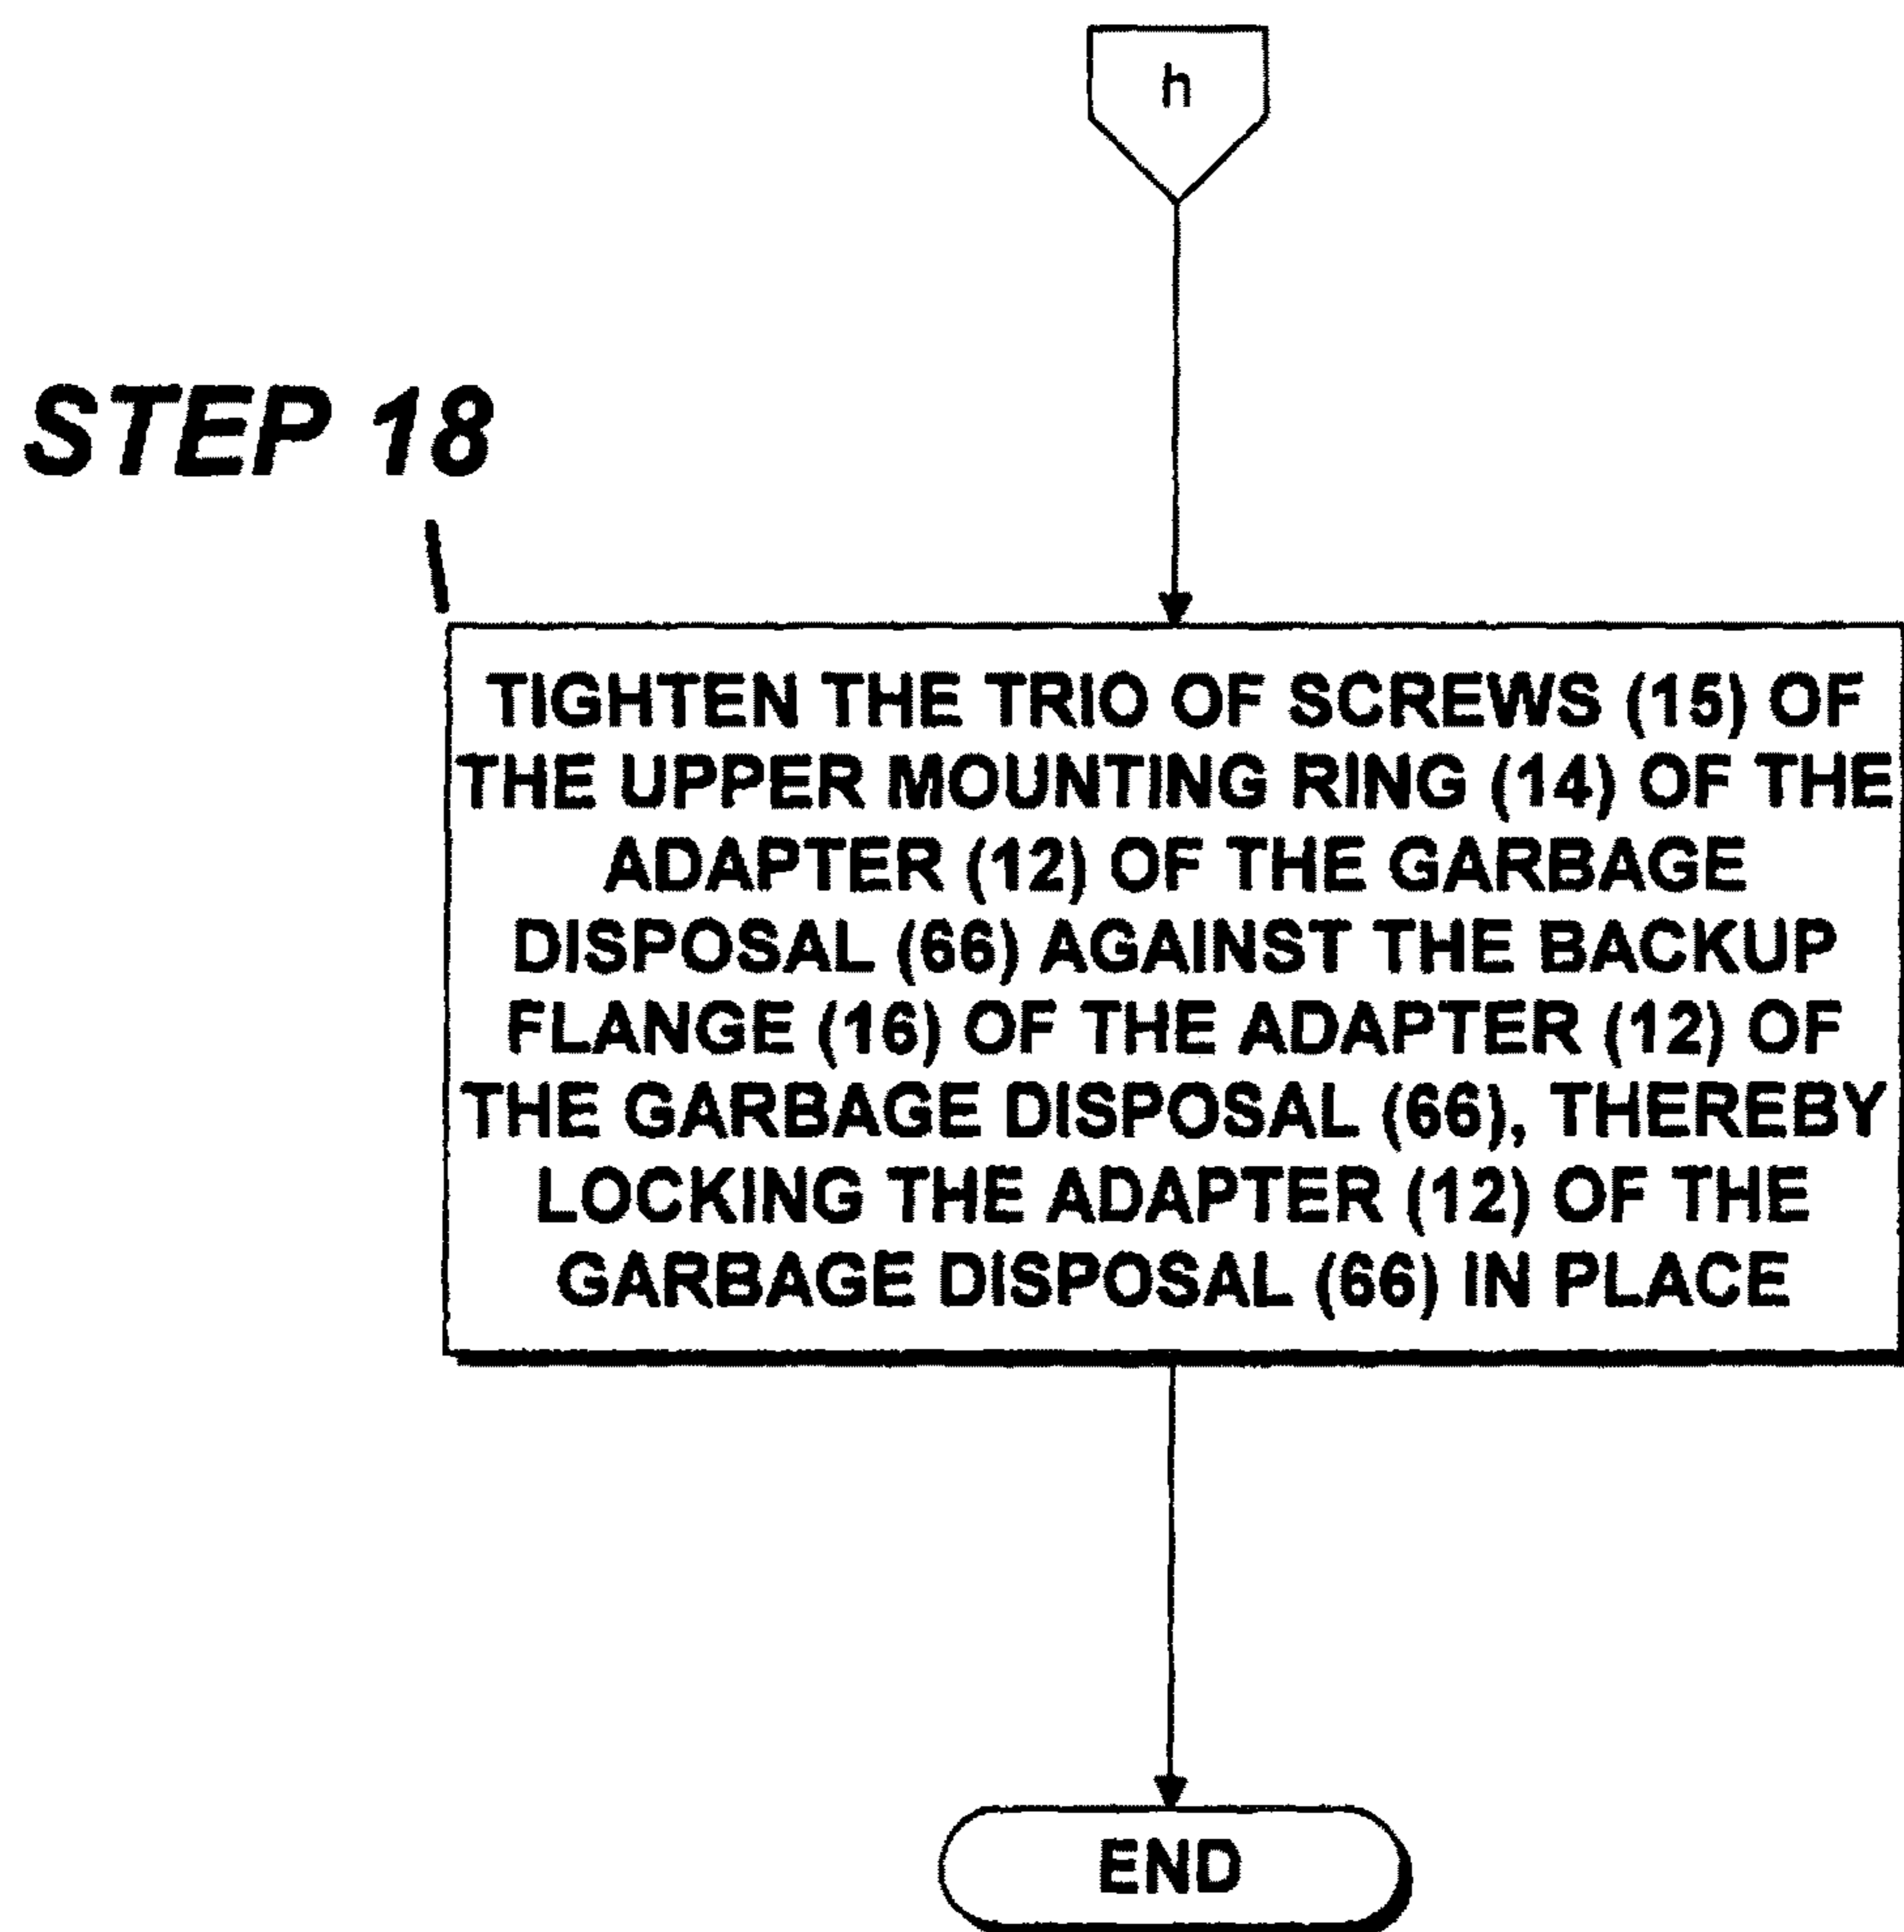 h
STEP 18
TIGHTEN THE TRIO OF SCREWS (15) OF
THE UPPER MOUNTING RING (14) OF THE
ADAPTER (12) OF THE GARBAGE
DISPOSAL (66) AGAINST THE BACKUP
FLANGE (16) OF THE ADAPTER (12) OF
THE GARBAGE DISPOSAL (66), THEREBY
LOCKING THE ADAPTER (12) OF THE
GARBAGE DISPOSAL (66) IN PLACE
END